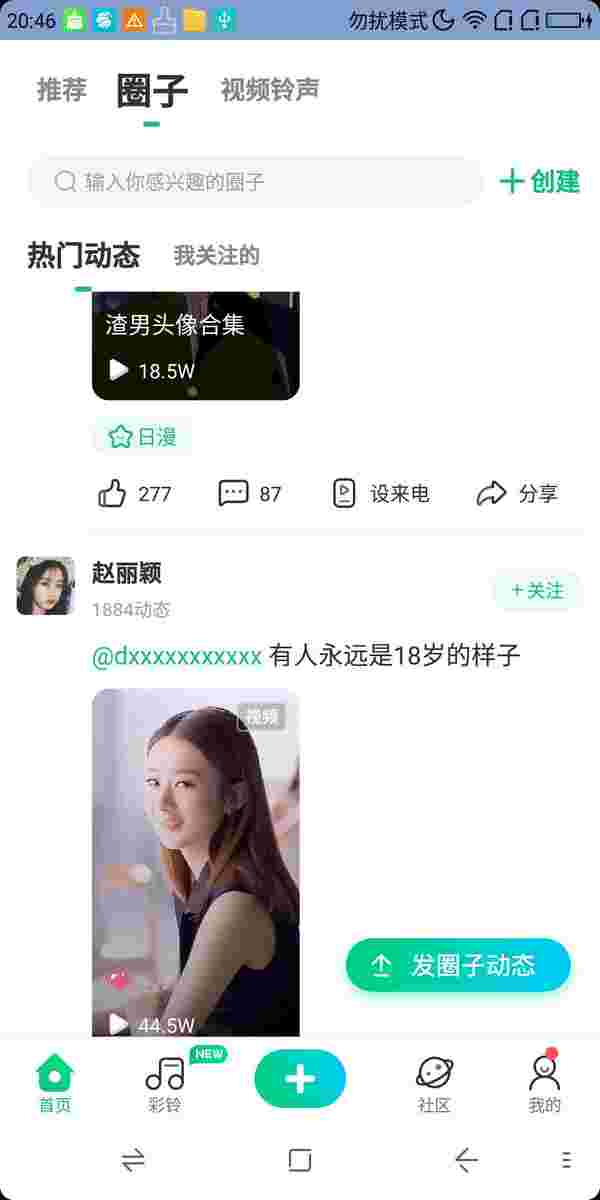 20:46 勿扰模式
推荐 圈子 视频铃声
输入你感兴趣的圈子 创建
热门动态 我关注的
渣男头像合集
18.5W
日漫
277 87 设来电 分享
赵丽颖
1884动态
+关注
@dxxxxxxxxxxx 有人永远是18岁的样子
视频
44.5W
发圈子动态
NEW
首页 彩铃 社区 我的